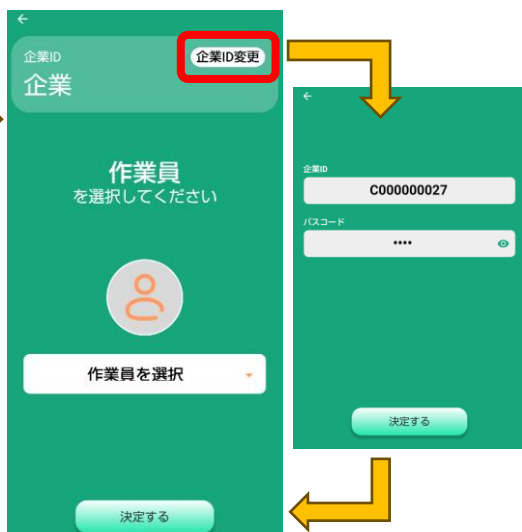 企業ID
企業ID変更
企業
作業員
を選択してください
作業員を選択
決定する
企業ID
C000000027
パスコード
••••
決定する